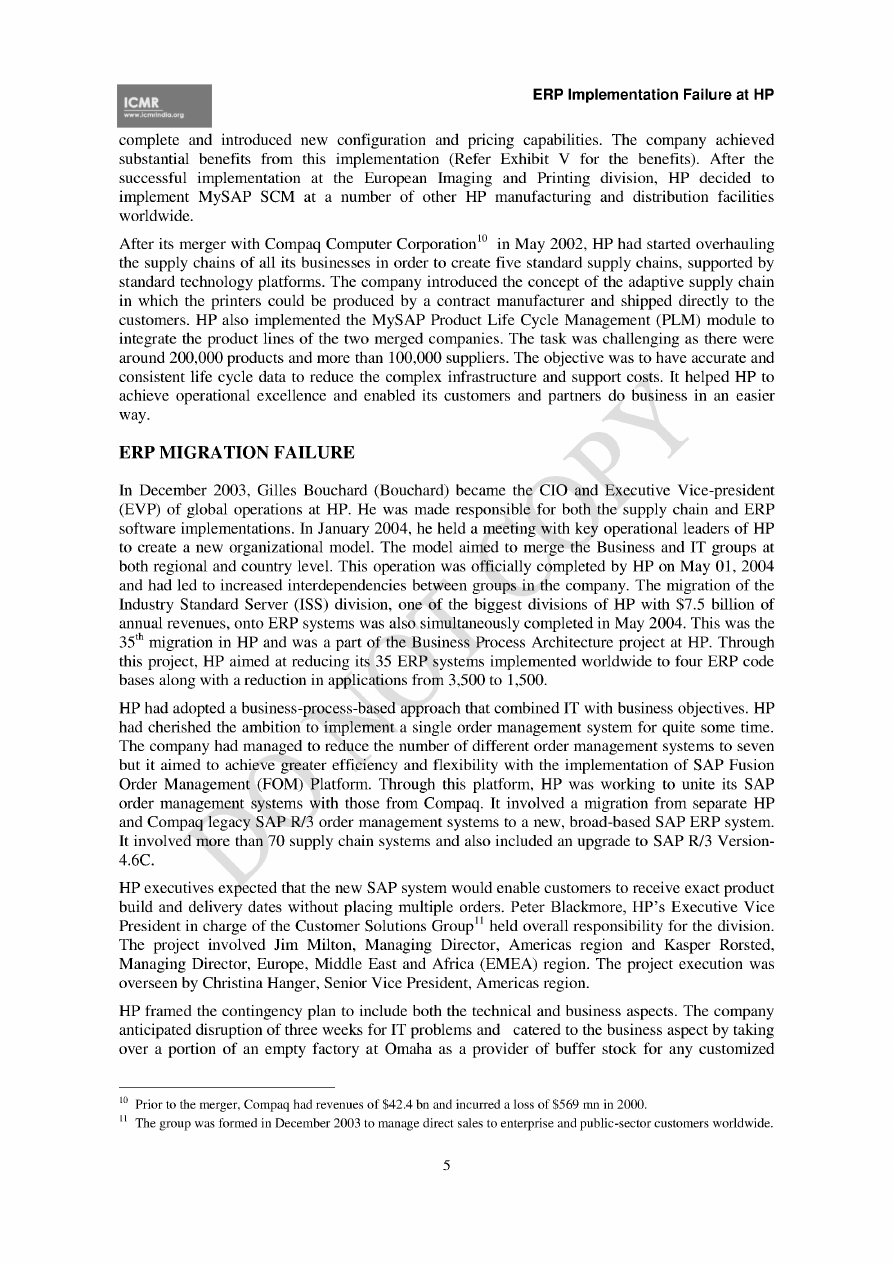 ICMR
www.icmrindia.org
ERP Implementation Failure at HP
complete and introduced new configuration and pricing capabilities. The company achieved
substantial benefits from this implementation (Refer Exhibit V for the benefits). After the
successful implementation at the European Imaging and Printing division, HP decided to
implement MySAP SCM at a number of other HP manufacturing and distribution facilities
worldwide.
After its merger with Compaq Computer Corporation10 in May 2002, HP had started overhauling
the supply chains of all its businesses in order to create five standard supply chains, supported by
standard technology platforms. The company introduced the concept of the adaptive supply chain
in which the printers could be produced by a contract manufacturer and shipped directly to the
customers. HP also implemented the MySAP Product Life Cycle Management (PLM) module to
integrate the product lines of the two merged companies. The task was challenging as there were
around 200,000 products and more than 100,000 suppliers. The objective was to have accurate and
consistent life cycle data to reduce the complex infrastructure and support costs. It helped HP to
achieve operational excellence and enabled its customers and partners do business in an easier
way.
ERP MIGRATION FAILURE
In December 2003, Gilles Bouchard (Bouchard) became the CIO and Executive Vice-president
(EVP) of global operations at HP. He was made responsible for both the supply chain and ERP
software implementations. In January 2004, he held a meeting with key operational leaders of HP
to create a new organizational model. The model aimed to merge the Business and IT groups at
both regional and country level. This operation was officially completed by HP on May 01, 2004
and had led to increased interdependencies between groups in the company. The migration of the
Industry Standard Server (ISS) division, one of the biggest divisions of HP with $7.5 billion of
annual revenues, onto ERP systems was also simultaneously completed in May 2004. This was the
35th migration in HP and was a part of the Business Process Architecture project at HP. Through
this project, HP aimed at reducing its 35 ERP systems implemented worldwide to four ERP code
bases along with a reduction in applications from 3,500 to 1,500.
HP had adopted a business-process-based approach that combined IT with business objectives. HP
had cherished the ambition to implement a single order management system for quite some time.
The company had managed to reduce the number of different order management systems to seven
but it aimed to achieve greater efficiency and flexibility with the implementation of SAP Fusion
Order Management (FOM) Platform. Through this platform, HP was working to unite its SAP
order management systems with those from Compaq. It involved a migration from separate HP
and Compaq legacy SAP R/3 order management systems to a new, broad-based SAP ERP system.
It involved more than 70 supply chain systems and also included an upgrade to SAP R/3 Version-
4.6C.
HP executives expected that the new SAP system would enable customers to receive exact product
build and delivery dates without placing multiple orders. Peter Blackmore, HP's Executive Vice
President in charge of the Customer Solutions Group11 held overall responsibility for the division.
The project involved Jim Milton, Managing Director, Americas region and Kasper Rorsted,
Managing Director, Europe, Middle East and Africa (EMEA) region. The project execution was
overseen by Christina Hanger, Senior Vice President, Americas region.
HP framed the contingency plan to include both the technical and business aspects. The company
anticipated disruption of three weeks for IT problems and catered to the business aspect by taking
over a portion of an empty factory at Omaha as a provider of buffer stock for any customized
10 Prior to the merger, Compaq had revenues of $42.4 bn and incurred a loss of $569 mn in 2000.
11 The group was formed in December 2003 to manage direct sales to enterprise and public-sector customers worldwide.
5
DO NOT COPY